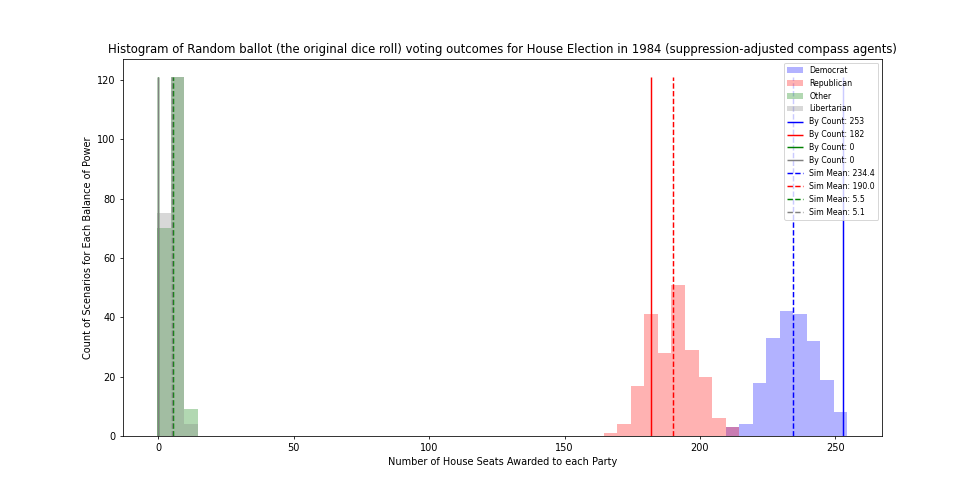 Histogram of Random ballot (the original dice roll) voting outcomes for House Election in 1984 (suppression-adjusted compass agents)
Democrat
Republican
Other
Libertarian
By Count: 253
By Count: 182
By Count: 0
By Count: 0
Sim Mean: 234.4
Sim Mean: 190.0
Sim Mean: 5.5
Sim Mean: 5.1
Count of Scenarios for Each Balance of Power
120
100
80
60
40
20
0
0
50
100
150
200
250
Number of House Seats Awarded to each Party